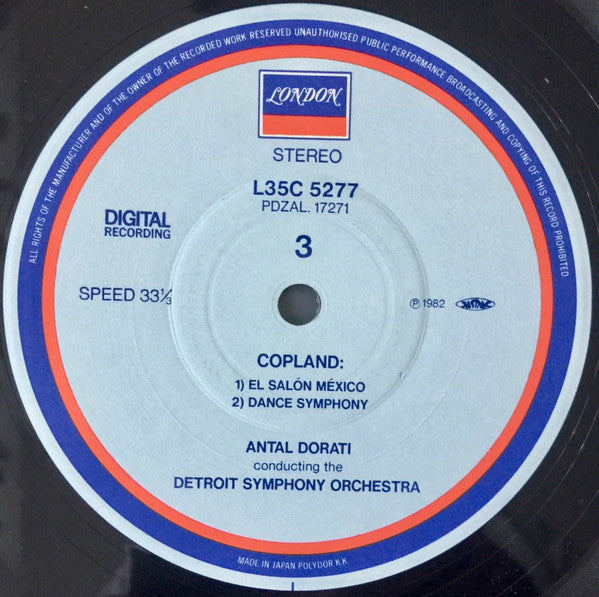 ALL RIGHTS OF THE MANUFACTURER AND OF THE OWNER OF THE RECORDED WORK RESERVED UNAUTHORISED PUBLIC PERFORMANCE BROADCASTING AND COPYING OF THIS RECORD PROHIBITED
LONDON
STEREO
L35C 5277
PDZAL. 17271
DIGITAL
RECORDING
3
SPEED 33⅓
℗ 1982
COPLAND:
1) EL SALÓN MÉXICO
2) DANCE SYMPHONY
ANTAL DORATI
conducting the
DETROIT SYMPHONY ORCHESTRA
MADE IN JAPAN POLYDOR K.K